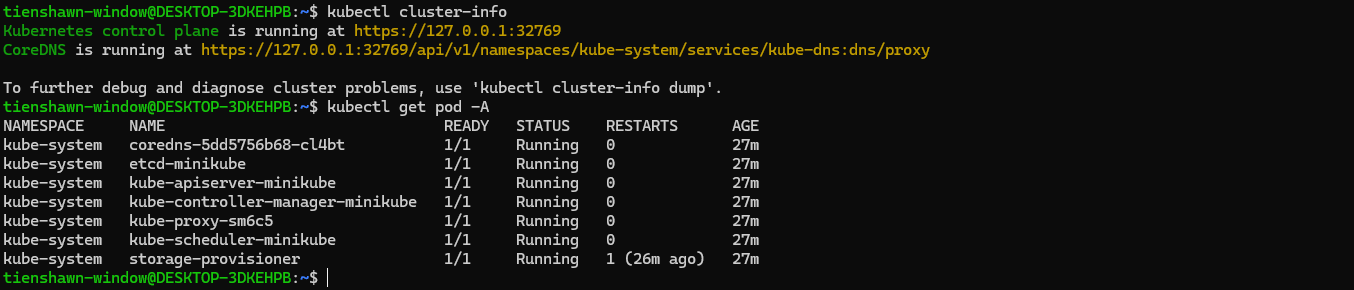 tienshawn-window@DESKTOP-3DKEHPB:~$ kubectl cluster-info
Kubernetes control plane is running at https://127.0.0.1:32769
CoreDNS is running at https://127.0.0.1:32769/api/v1/namespaces/kube-system/services/kube-dns:dns/proxy

To further debug and diagnose cluster problems, use 'kubectl cluster-info dump'.
tienshawn-window@DESKTOP-3DKEHPB:~$ kubectl get pod -A
NAMESPACE     NAME                               READY   STATUS    RESTARTS      AGE
kube-system   coredns-5dd5756b68-cl4bt           1/1     Running   0             27m
kube-system   etcd-minikube                      1/1     Running   0             27m
kube-system   kube-apiserver-minikube            1/1     Running   0             27m
kube-system   kube-controller-manager-minikube   1/1     Running   0             27m
kube-system   kube-proxy-sm6c5                   1/1     Running   0             27m
kube-system   kube-scheduler-minikube            1/1     Running   0             27m
kube-system   storage-provisioner                1/1     Running   1 (26m ago)   27m
tienshawn-window@DESKTOP-3DKEHPB:~$